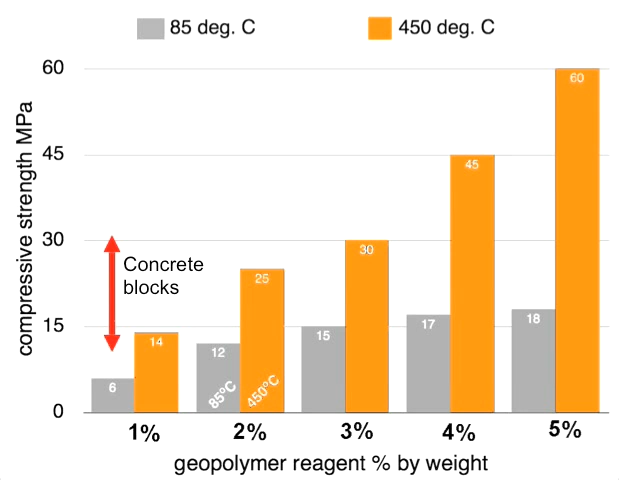 85 deg. C
450 deg. C
compressive strength MPa
60
45
30
15
0
Concrete
blocks
6
14
12
25
15
30
17
45
18
60
85°C
450°C
1%
2%
3%
4%
5%
geopolymer reagent % by weight